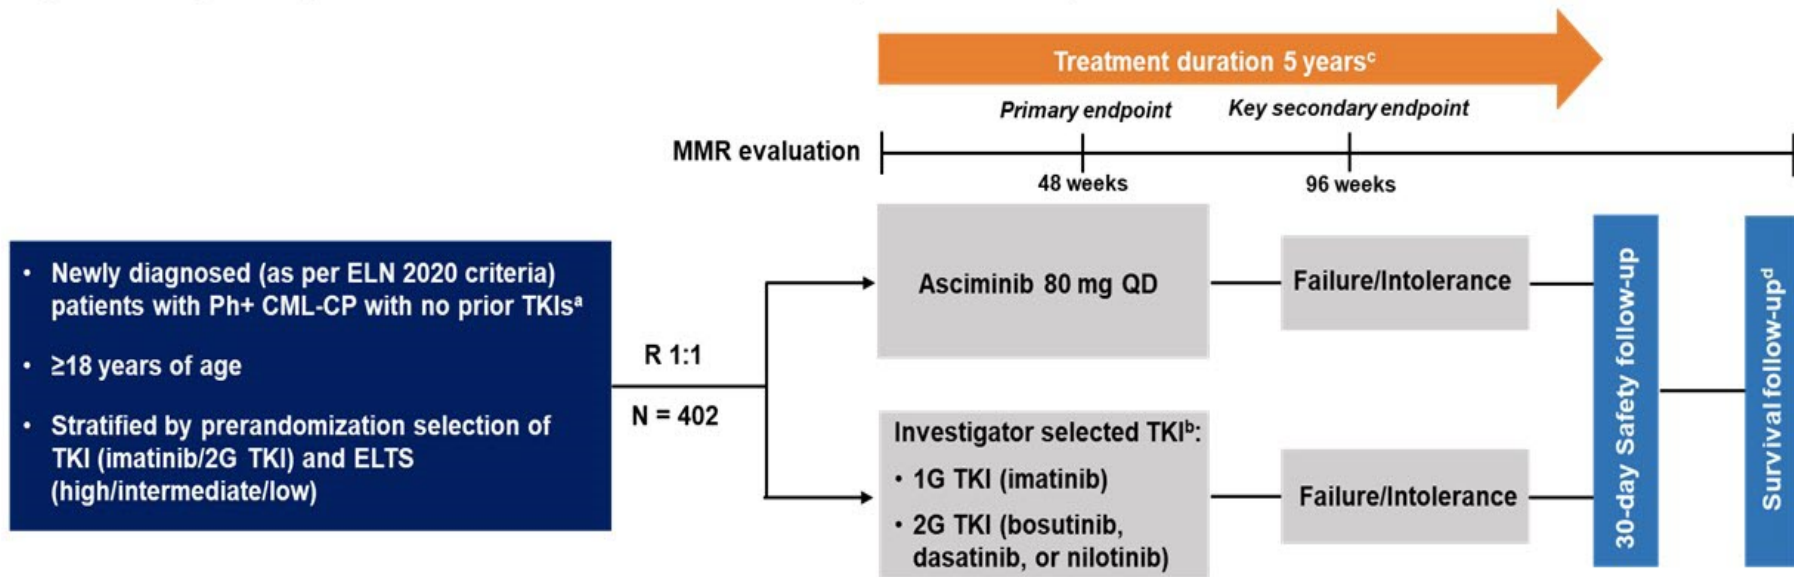 Treatment duration 5 yearsᶜ
Primary endpoint
Key secondary endpoint
MMR evaluation
48 weeks
96 weeks
• Newly diagnosed (as per ELN 2020 criteria)
patients with Ph+ CML-CP with no prior TKIsᵃ
• ≥18 years of age
• Stratified by prerandomization selection of
TKI (imatinib/2G TKI) and ELTS
(high/intermediate/low)
R 1:1
N = 402
Asciminib 80 mg QD
Failure/Intolerance
Investigator selected TKIᵇ:
• 1G TKI (imatinib)
• 2G TKI (bosutinib,
dasatinib, or nilotinib)
Failure/Intolerance
30-day Safety follow-up
Survival follow-upᵈ